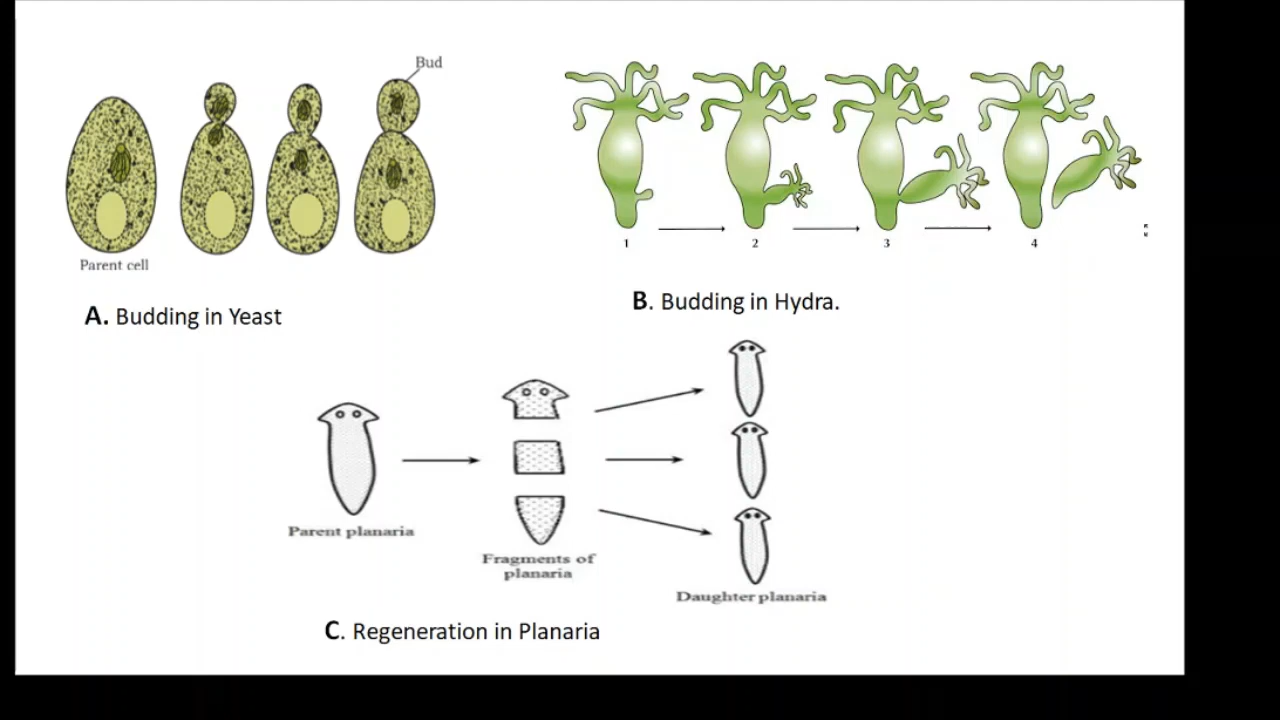 Bud
Parent cell
A. Budding in Yeast
1
2
3
4
B. Budding in Hydra.
Parent planaria
Fragments of
planaria
Daughter planaria
C. Regeneration in Planaria